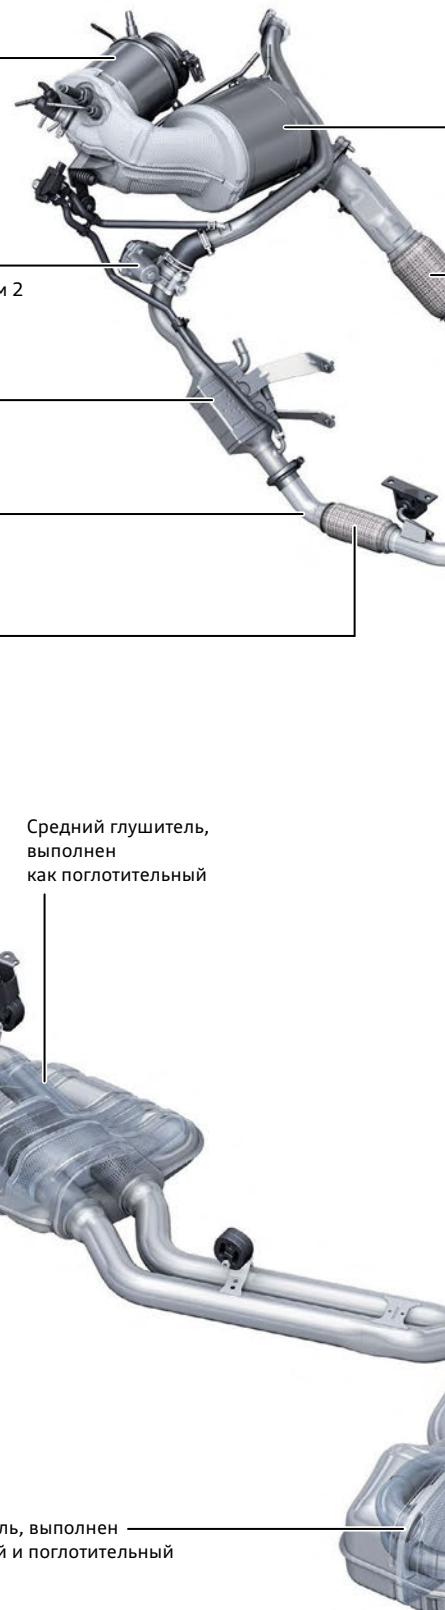 м 2
Средний глушитель,
выполнен
как поглотительный
ль, выполнен
й и поглотительный